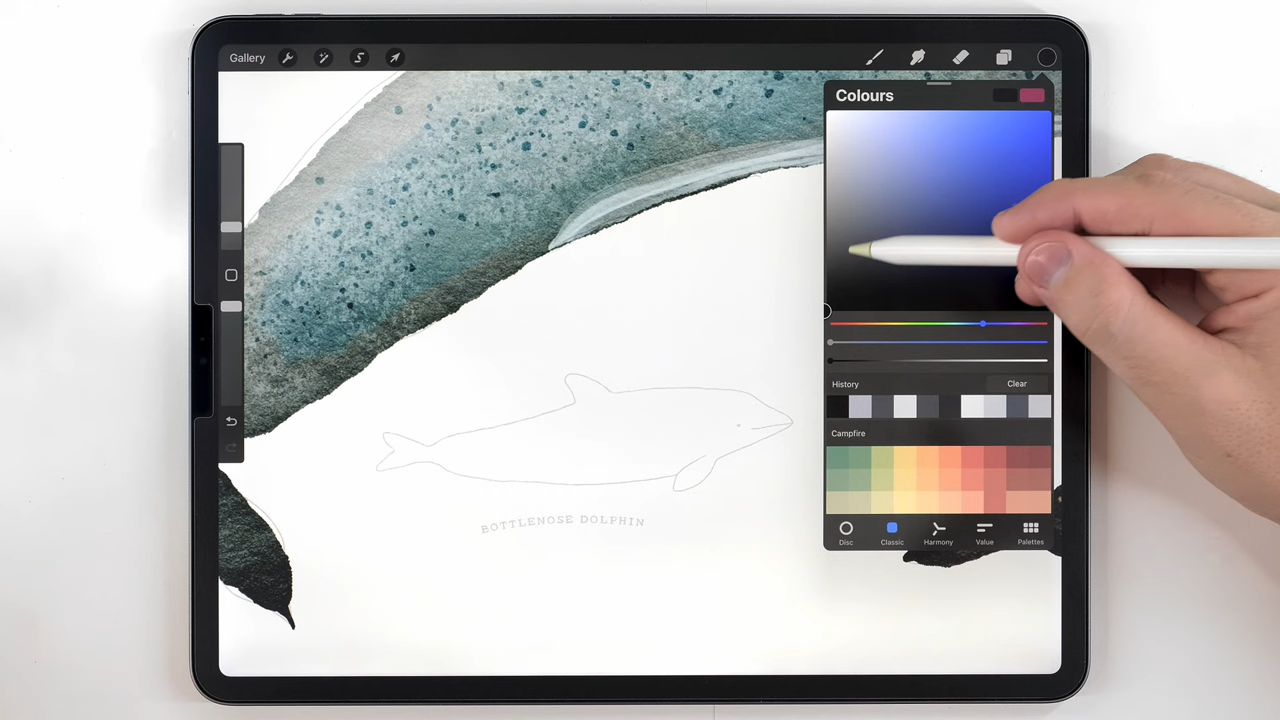 Gallery
Colours
History
Clear
Campfire
Disc
Classic
Harmony
Value
Palettes
BOTTLENOSE DOLPHIN